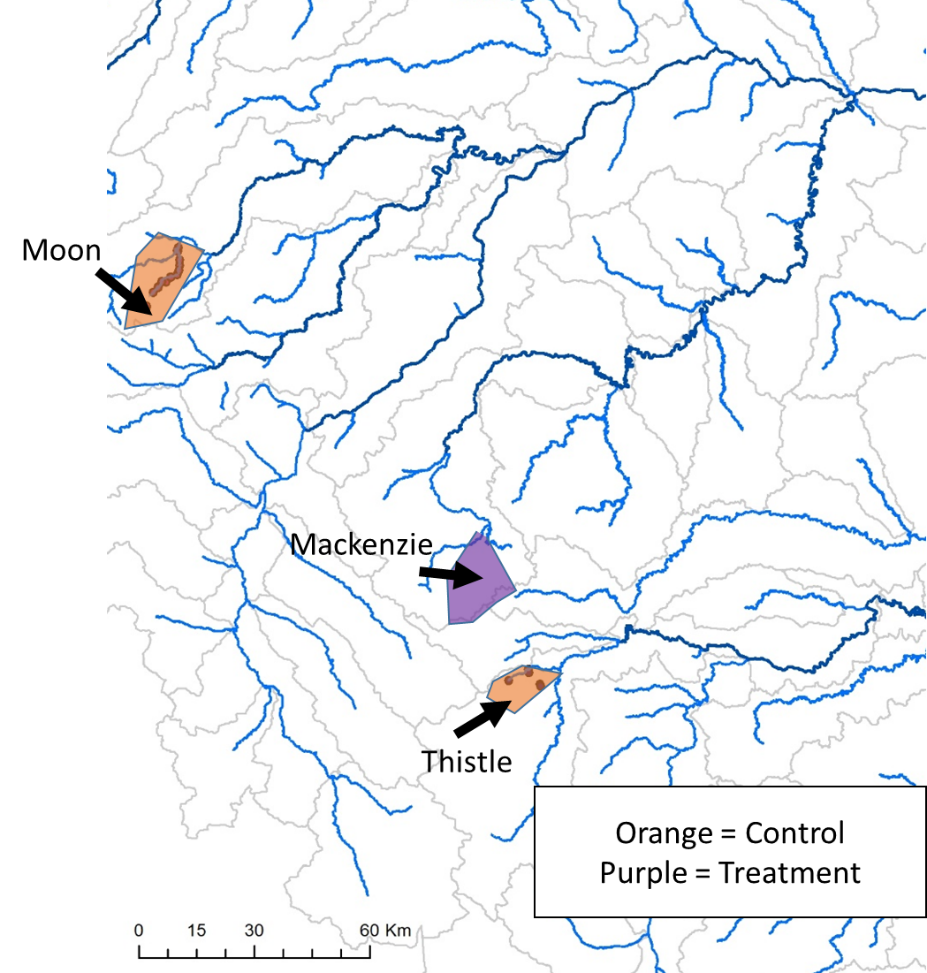 Moon
Mackenzie
Thistle
Orange = Control
Purple = Treatment
0 15 30 60 Km